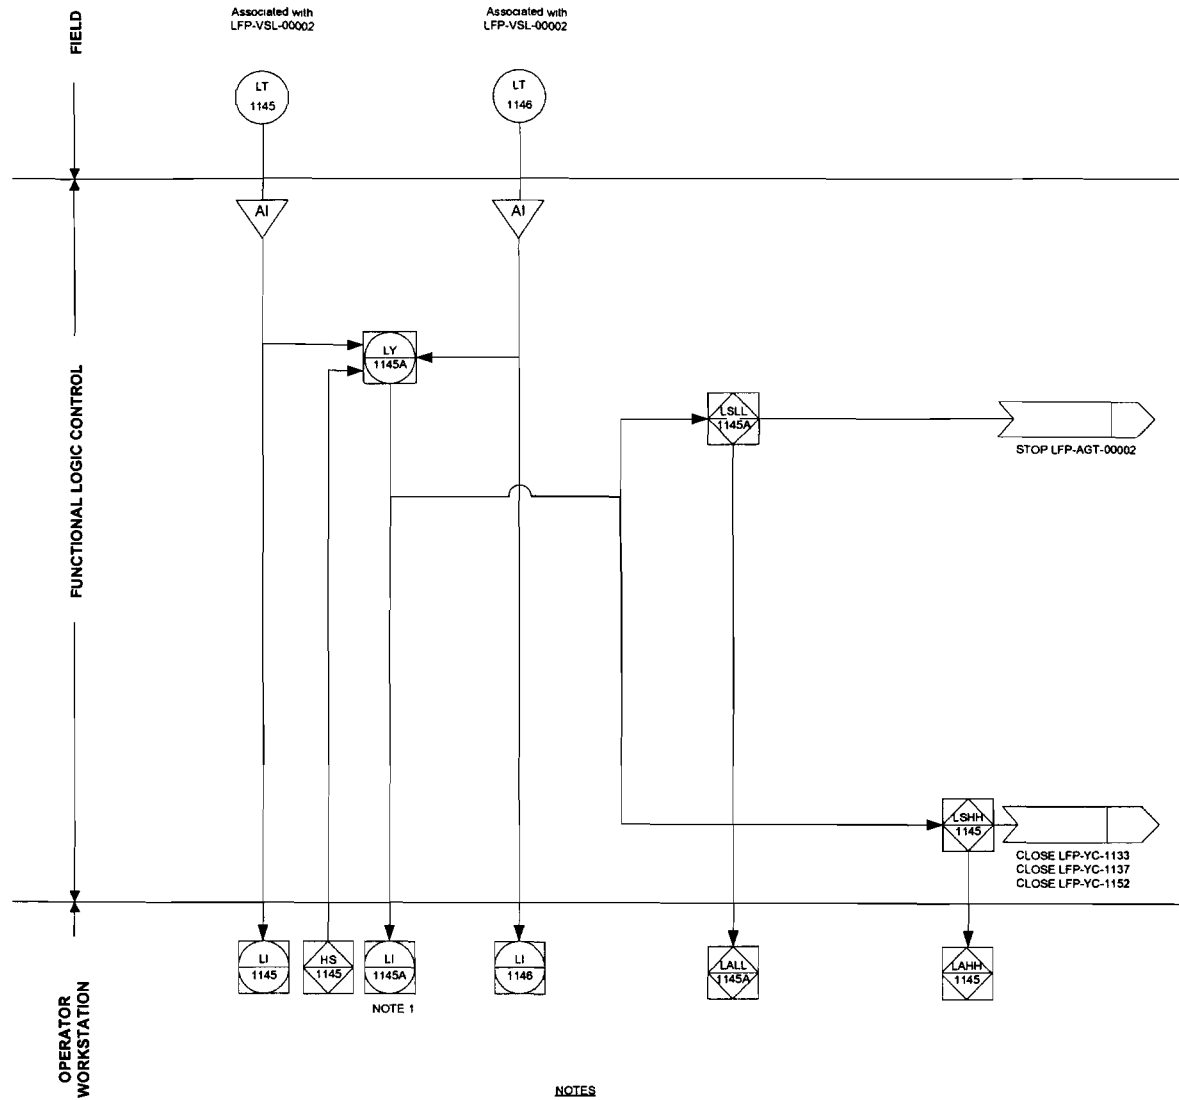 FIELD
Associated with
LFP-VSL-00002
Associated with
LFP-VSL-00002
LT
1145
LT
1146
FUNCTIONAL LOGIC CONTROL
AI
AI
LY
1145A
LSLL
1145A
STOP LFP-AGT-00002
LSHH
1145
CLOSE LFP-YC-1133
CLOSE LFP-YC-1137
CLOSE LFP-YC-1152
OPERATOR
WORKSTATION
LI
1145
HS
1145
LI
1145A
LI
1146
LALL
1145A
LAHH
1145
NOTE 1
NOTES